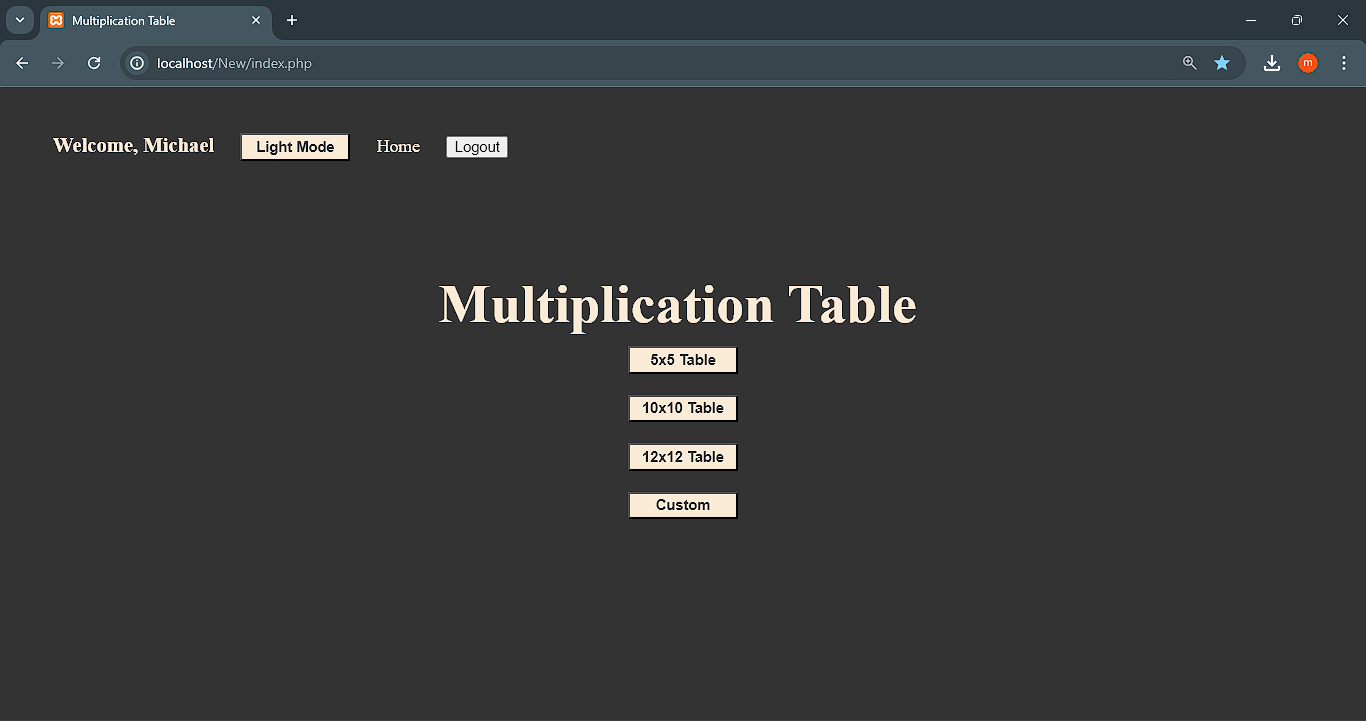 Multiplication Table
localhost/New/index.php
m
Welcome, Michael Light Mode Home Logout
Multiplication Table
5x5 Table
10x10 Table
12x12 Table
Custom